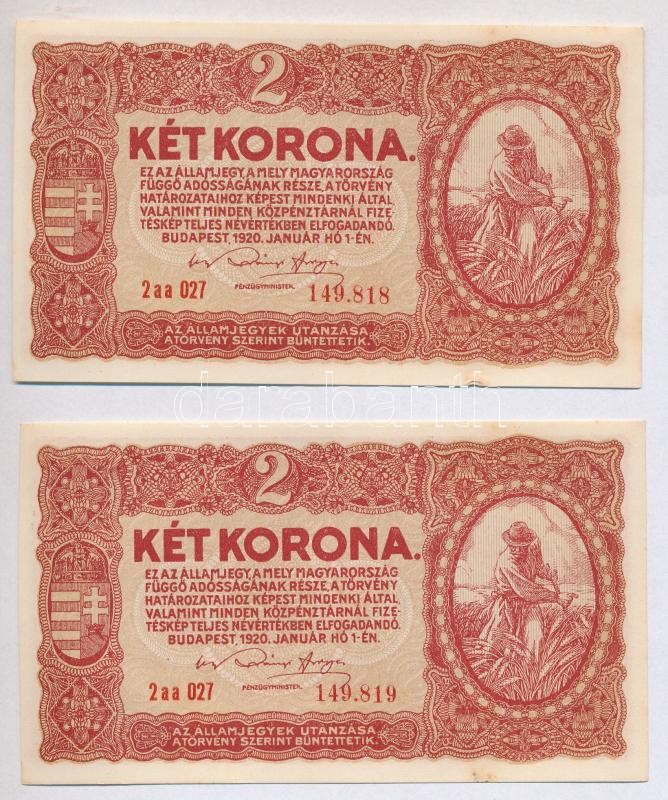 2
KÉT KORONA.
EZ AZ ÁLLAMJEGY, A MELY MAGYARORSZÁG
FÜGGŐ ADÓSSÁGÁNAK RÉSZE, A TÖRVÉNY
HATÁROZATAIHOZ KÉPEST MINDENKI ÁLTAL
VALAMINT MINDEN KÖZPÉNZTÁRNÁL FIZE-
TÉSKÉP TELJES NÉVÉRTÉKBEN ELFOGADANDÓ.
BUDAPEST, 1920. JANUÁR HÓ 1-ÉN.
2aa 027 PÉNZÜGYMINISTER. 149.818
AZ ÁLLAMJEGYEK UTÁNZÁSA
A TÖRVÉNY SZERINT BÜNTETTETIK.
darabanth
2
KÉT KORONA.
EZ AZ ÁLLAMJEGY, A MELY MAGYARORSZÁG
FÜGGŐ ADÓSSÁGÁNAK RÉSZE, A TÖRVÉNY
HATÁROZATAIHOZ KÉPEST MINDENKI ÁLTAL
VALAMINT MINDEN KÖZPÉNZTÁRNÁL FIZE-
TÉSKÉP TELJES NÉVÉRTÉKBEN ELFOGADANDÓ.
BUDAPEST, 1920. JANUÁR HÓ 1-ÉN.
2aa 027 PÉNZÜGYMINISTER. 149.819
AZ ÁLLAMJEGYEK UTÁNZÁSA
A TÖRVÉNY SZERINT BÜNTETTETIK.